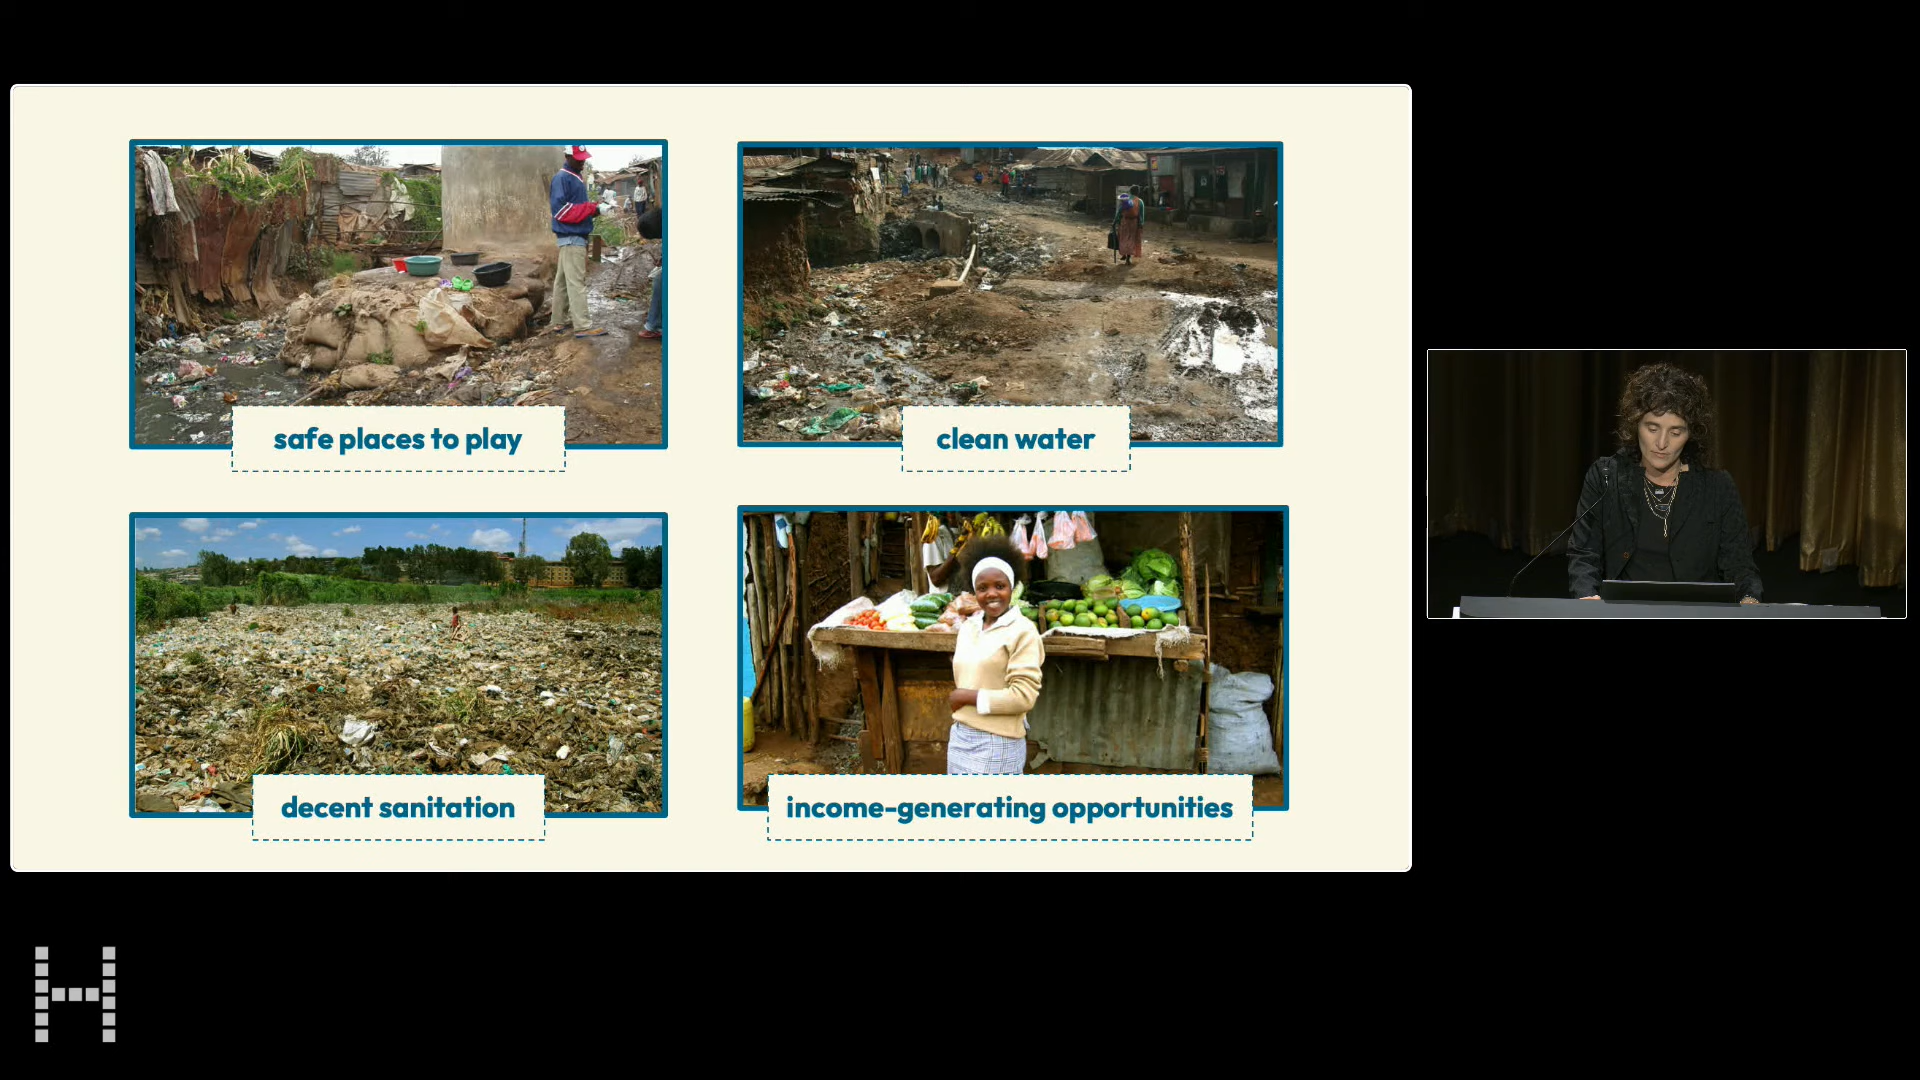 safe places to play
clean water
decent sanitation
income-generating opportunities
H